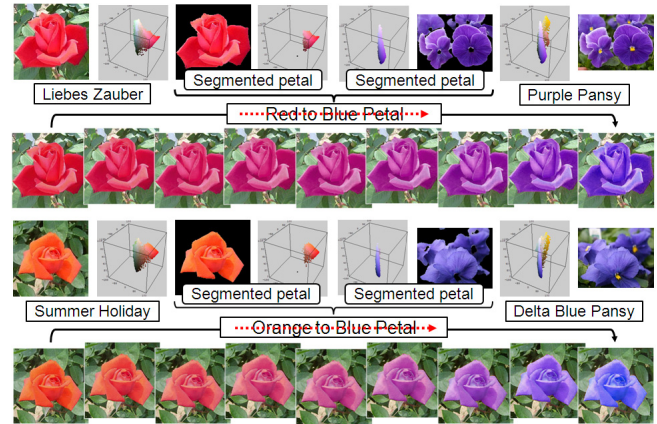 Segmented petal
Segmented petal
Liebes Zauber
Purple Pansy
Red to Blue Petal
Segmented petal
Segmented petal
Summer Holiday
Delta Blue Pansy
Orange to Blue Petal